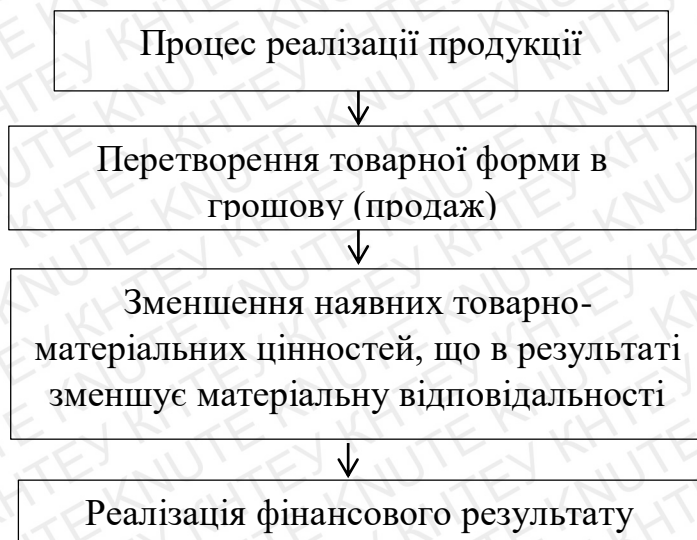 Процес реалізації продукції
Перетворення товарної форми в
грошову (продаж)
Зменшення наявних товарно-
матеріальних цінностей, що в результаті
зменшує матеріальну відповідальності
Реалізація фінансового результату